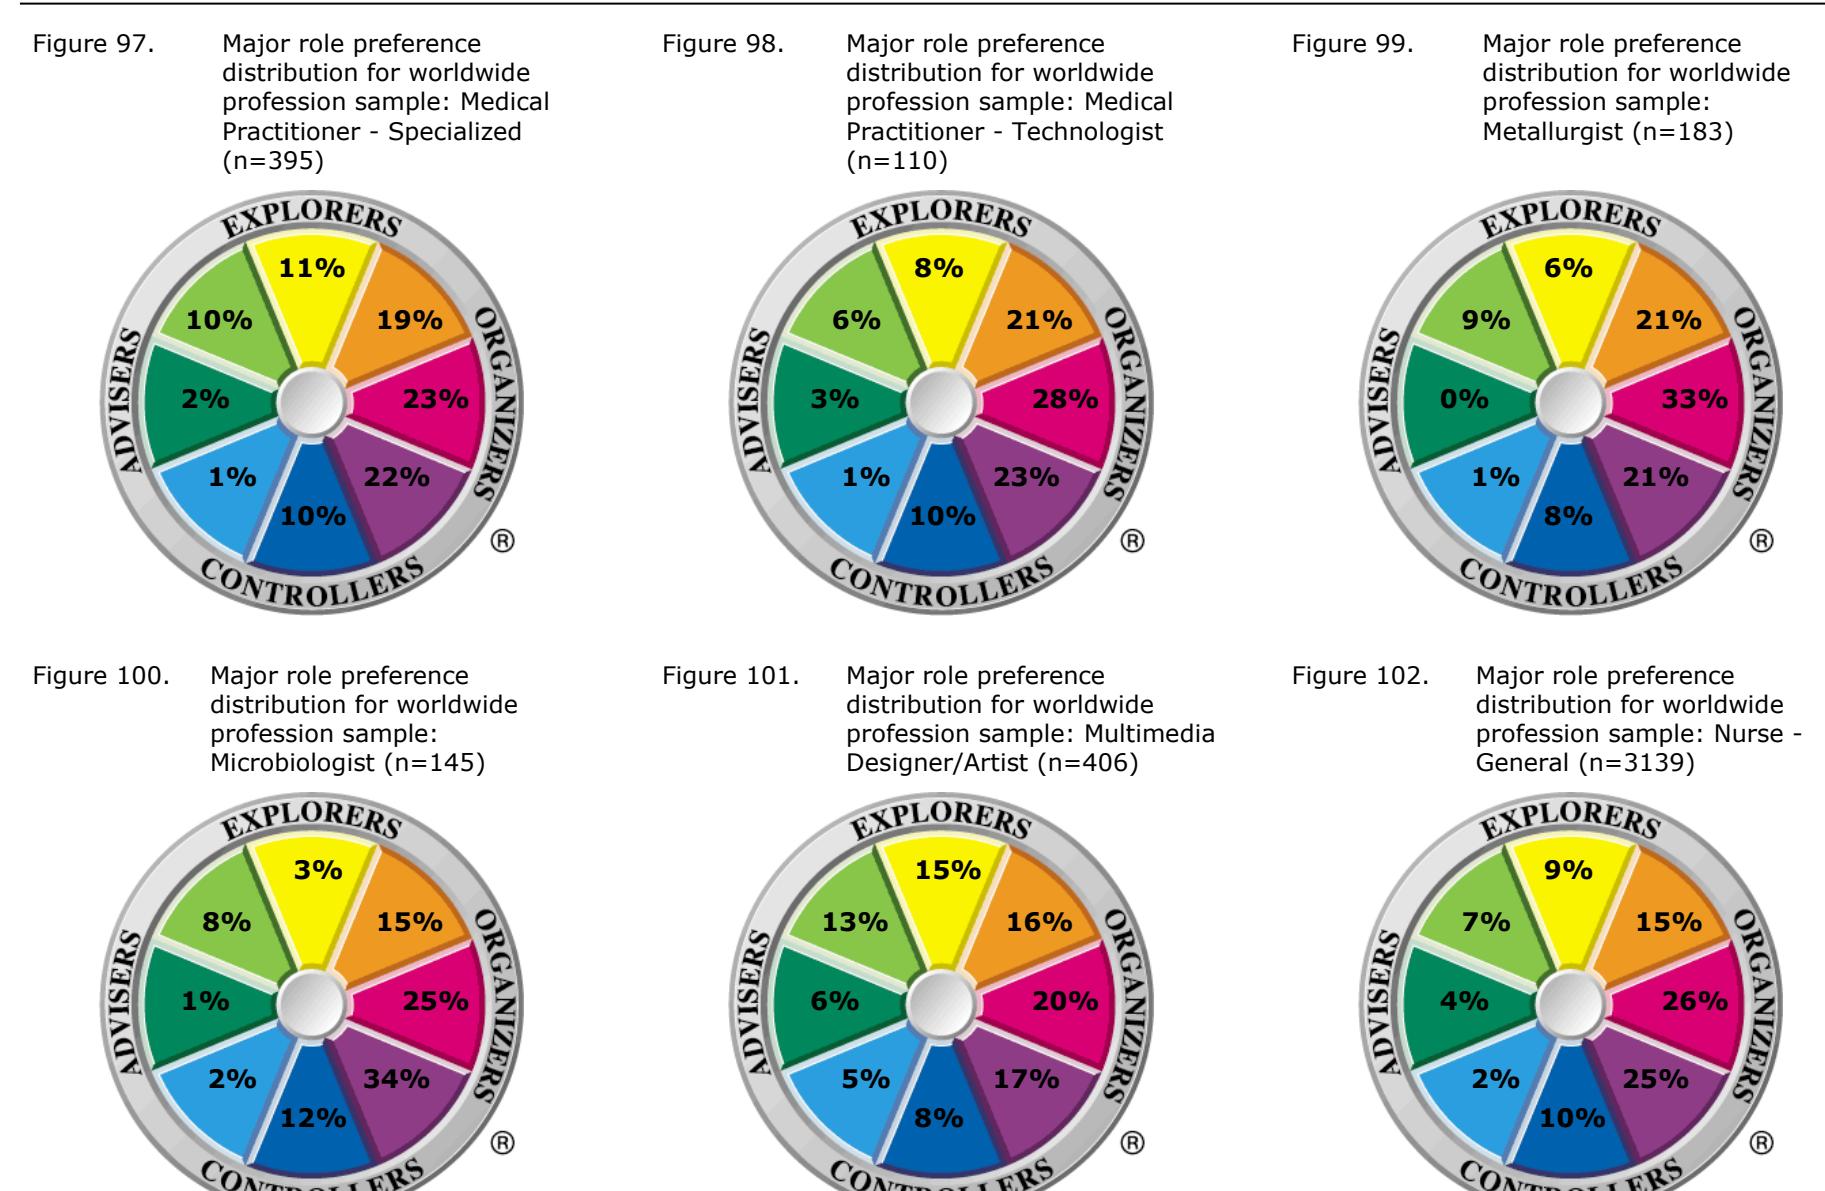 Figure 97.
Major role preference
distribution for worldwide
profession sample: Medical
Practitioner - Specialized
(n=395)
EXPLORERS
11%
10%
19%
ADVISERS
ORGANIZERS
2%
23%
1%
22%
10%
CONTROLLERS
®
Figure 98.
Major role preference
distribution for worldwide
profession sample: Medical
Practitioner - Technologist
(n=110)
EXPLORERS
8%
6%
21%
ADVISERS
ORGANIZERS
3%
28%
1%
23%
10%
CONTROLLERS
®
Figure 99.
Major role preference
distribution for worldwide
profession sample:
Metallurgist (n=183)
EXPLORERS
6%
9%
21%
ADVISERS
ORGANIZERS
0%
33%
1%
21%
8%
CONTROLLERS
®
Figure 100.
Major role preference
distribution for worldwide
profession sample:
Microbiologist (n=145)
EXPLORERS
3%
8%
15%
ADVISERS
ORGANIZERS
1%
25%
2%
34%
12%
CONTROLLERS
®
Figure 101.
Major role preference
distribution for worldwide
profession sample: Multimedia
Designer/Artist (n=406)
EXPLORERS
15%
13%
16%
ADVISERS
ORGANIZERS
6%
20%
5%
17%
8%
CONTROLLERS
®
Figure 102.
Major role preference
distribution for worldwide
profession sample: Nurse -
General (n=3139)
EXPLORERS
9%
7%
15%
ADVISERS
ORGANIZERS
4%
26%
2%
25%
10%
CONTROLLERS
®